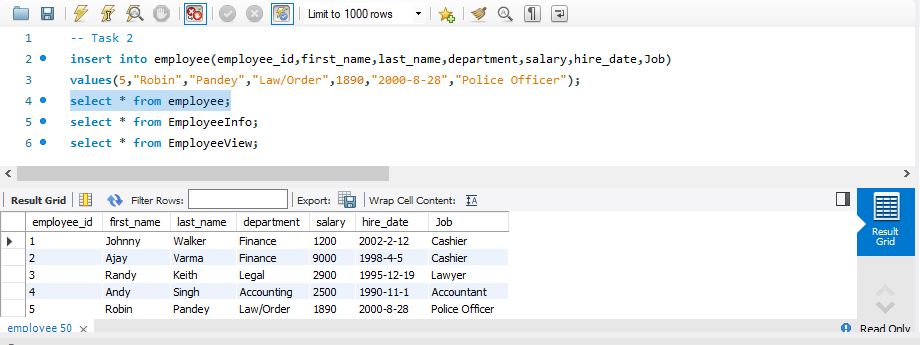 Limit to 1000 rows
1 -- Task 2
2 insert into employee(employee_id,first_name,last_name,department,salary,hire_date,Job)
3 values(5,"Robin","Pandey","Law/Order",1890,"2000-8-28","Police Officer");
4 select * from employee;
5 select * from EmployeeInfo;
6 select * from EmployeeView;
Result Grid Filter Rows: Export: Wrap Cell Content: IA
employee_id first_name last_name department salary hire_date Job
1 Johnny Walker Finance 1200 2002-2-12 Cashier
2 Ajay Varma Finance 9000 1998-4-5 Cashier
3 Randy Keith Legal 2900 1995-12-19 Lawyer
4 Andy Singh Accounting 2500 1990-11-1 Accountant
5 Robin Pandey Law/Order 1890 2000-8-28 Police Officer
Result
Grid
employee 50 Read Only